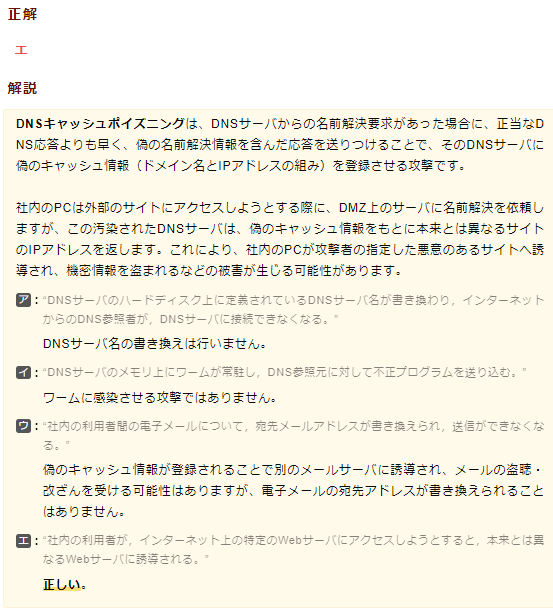 正解
エ
解説
DNSキャッシュポイズニングは、DNSサーバからの名前解決要求があった場合に、正当なD
NS応答よりも早く、偽の名前解決情報を含んだ応答を送りつけることで、そのDNSサーバに
偽のキャッシュ情報（ドメイン名とIPアドレスの組み）を登録させる攻撃です。
社内のPCは外部のサイトにアクセスしようとする際に、DMZ上のサーバに名前解決を依頼し
ますが、この汚染されたDNSサーバは、偽のキャッシュ情報をもとに本来とは異なるサイト
のIPアドレスを返します。これにより、社内のPCが攻撃者の指定した悪意のあるサイトへ誘
導され、機密情報を盗まれるなどの被害が生じる可能性があります。
ア：“DNSサーバのハードディスク上に定義されているDNSサーバ名が書き換わり，インターネット
からのDNS参照者が，DNSサーバに接続できなくなる。”
DNSサーバ名の書き換えは行いません。
イ：“DNSサーバのメモリ上にワームが常駐し，DNS参照元に対して不正プログラムを送り込む。”
ワームに感染させる攻撃ではありません。
ウ：“社内の利用者間の電子メールについて，宛先メールアドレスが書き換えられ，送信ができなくな
る。”
偽のキャッシュ情報が登録されることで別のメールサーバに誘導され、メールの盗聴・
改ざんを受ける可能性はありますが、電子メールの宛先アドレスが書き換えられること
はありません。
エ：“社内の利用者が，インターネット上の特定のWebサーバにアクセスしようとすると，本来とは異
なるWebサーバに誘導される。”
正しい。